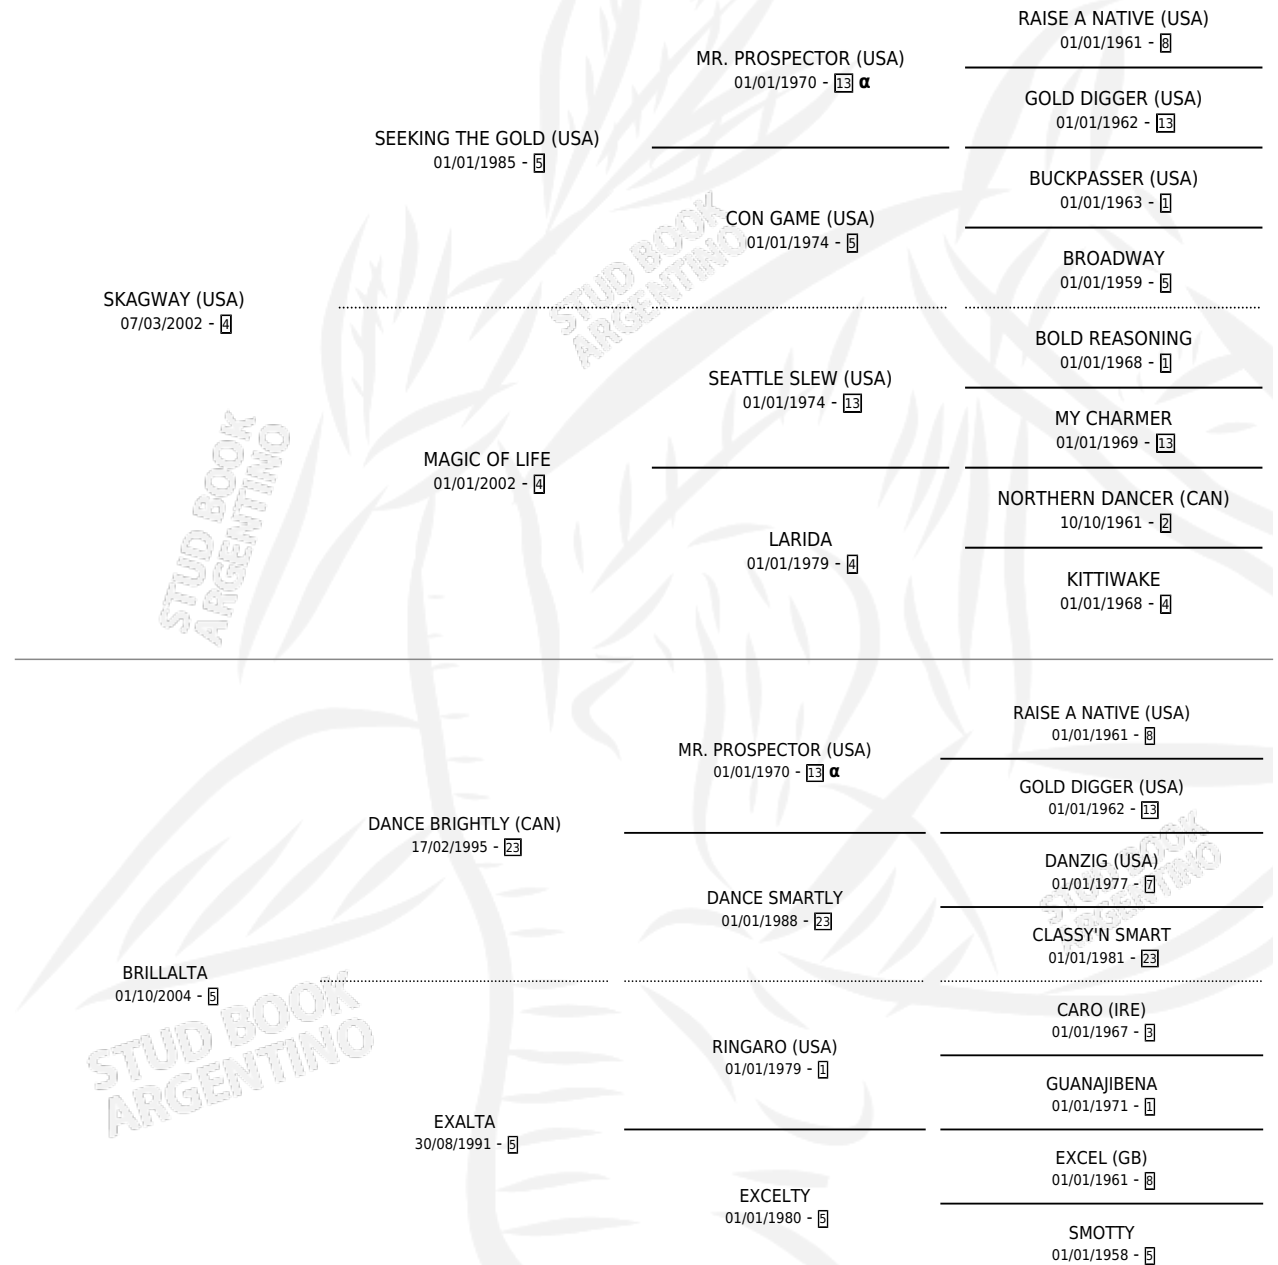 RAISE A NATIVE (USA)
01/01/1961 - 8
MR. PROSPECTOR (USA)
01/01/1970 - 13 α
GOLD DIGGER (USA)
01/01/1962 - 13
SEEKING THE GOLD (USA)
01/01/1985 - 5
BUCKPASSER (USA)
01/01/1963 - 1
CON GAME (USA)
01/01/1974 - 5
BROADWAY
01/01/1959 - 5
SKAGWAY (USA)
07/03/2002 - 4
BOLD REASONING
01/01/1968 - 1
SEATTLE SLEW (USA)
01/01/1974 - 13
MY CHARMER
01/01/1969 - 13
MAGIC OF LIFE
01/01/2002 - 4
NORTHERN DANCER (CAN)
10/10/1961 - 2
LARIDA
01/01/1979 - 4
KITTIWAKE
01/01/1968 - 4
STUD BOOK
ARGENTINO
STUD BOOK
ARGENTINO
RAISE A NATIVE (USA)
01/01/1961 - 8
MR. PROSPECTOR (USA)
01/01/1970 - 13 α
GOLD DIGGER (USA)
01/01/1962 - 13
DANCE BRIGHTLY (CAN)
17/02/1995 - 23
DANZIG (USA)
01/01/1977 - 7
DANCE SMARTLY
01/01/1988 - 23
CLASSY'N SMART
01/01/1981 - 23
BRILLALTA
01/10/2004 - 5
CARO (IRE)
01/01/1967 - 3
RINGARO (USA)
01/01/1979 - 1
GUANAJIBENA
01/01/1971 - 1
EXALTA
30/08/1991 - 5
EXCEL (GB)
01/01/1961 - 8
EXCELTY
01/01/1980 - 5
SMOTTY
01/01/1958 - 5
STUD BOOK
ARGENTINO
STUD BOOK
ARGENTINO